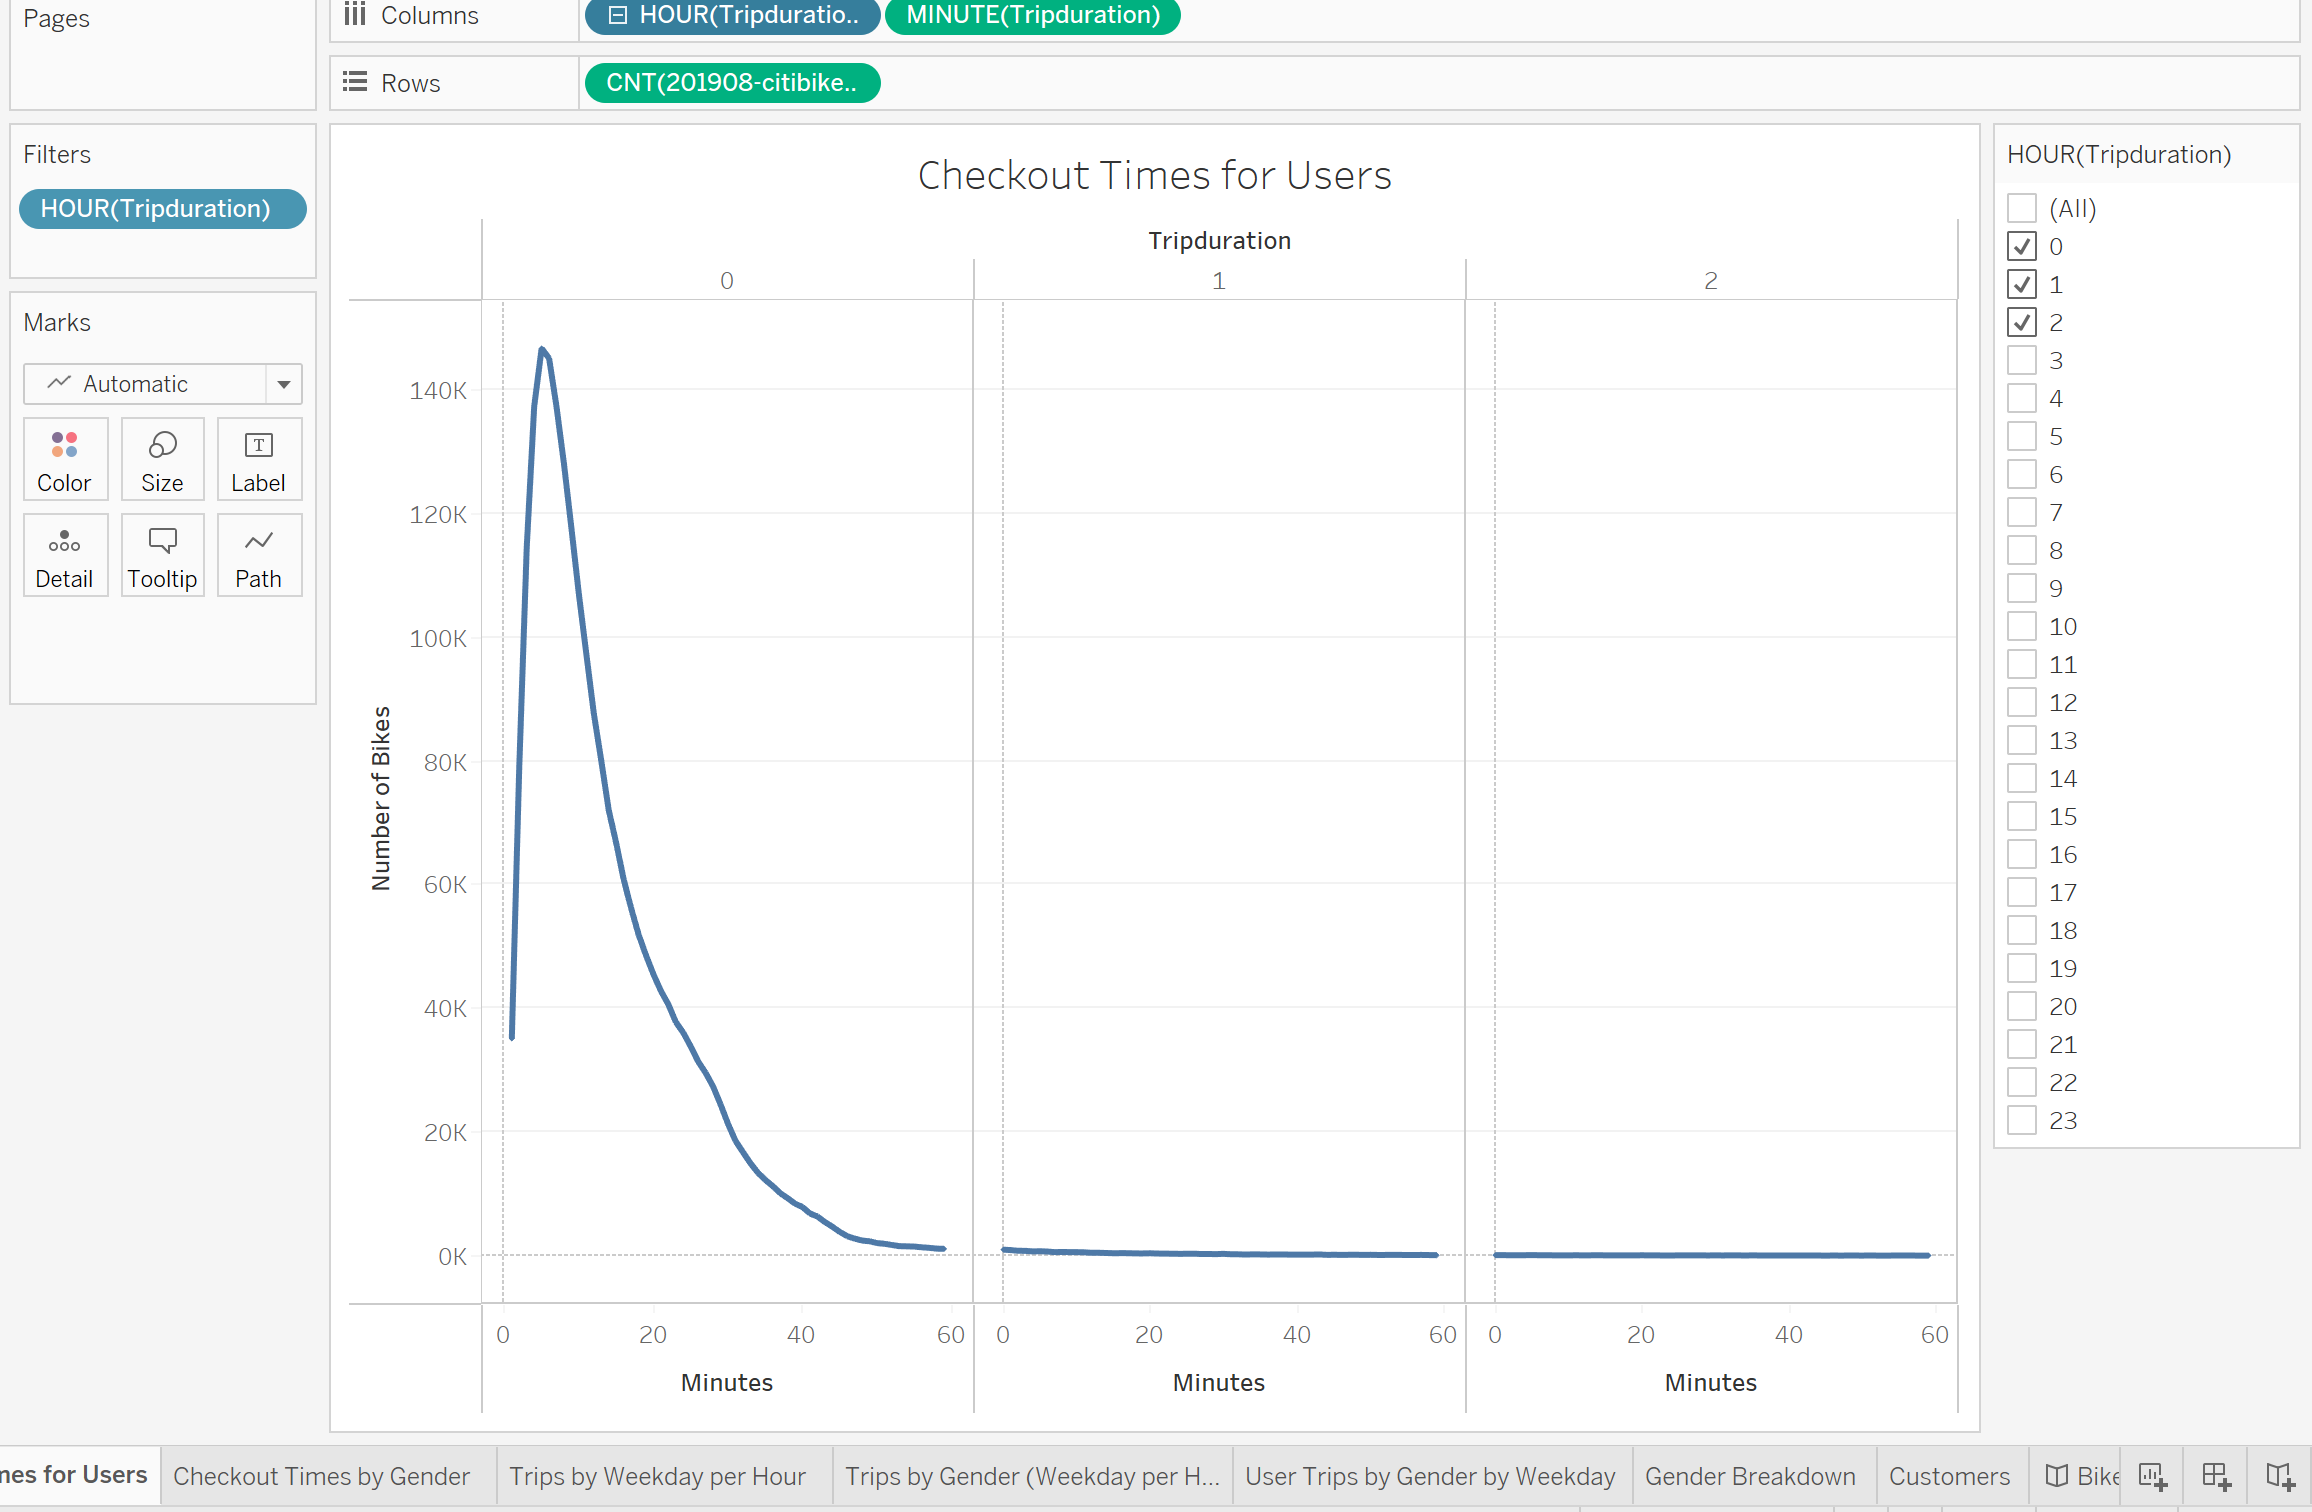 Pages
Columns
HOUR(Tripduratio..
MINUTE(Tripduration)
Rows
CNT(201908-citibike..
Filters
HOUR(Tripduration)
Marks
Automatic
Color
Size
Label
Detail
Tooltip
Path
Checkout Times for Users
Tripduration
0
1
2
Number of Bikes
140K
120K
100K
80K
60K
40K
20K
0K
0
20
40
60
0
20
40
60
0
20
40
60
Minutes
Minutes
Minutes
HOUR(Tripduration)
(All)
0
1
2
3
4
5
6
7
8
9
10
11
12
13
14
15
16
17
18
19
20
21
22
23
mes for Users
Checkout Times by Gender
Trips by Weekday per Hour
Trips by Gender (Weekday per H...
User Trips by Gender by Weekday
Gender Breakdown
Customers
Bike